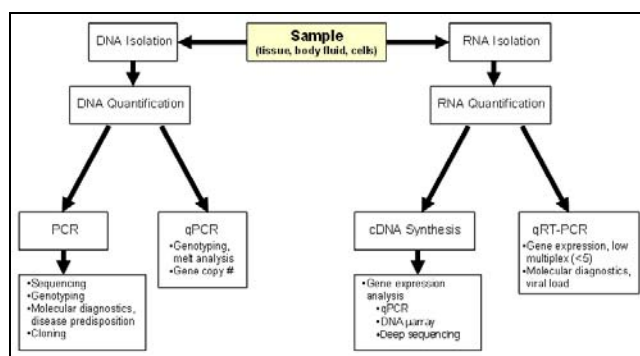 Sample
(tissue, body fluid, cells)
DNA Isolation
RNA Isolation
DNA Quantification
RNA Quantification
PCR
qPCR
•Genotyping,
melt analysis
•Gene copy #
cDNA Synthesis
qRT-PCR
•Gene expression, low
multiplex (<5)
•Molecular diagnostics,
viral load
•Sequencing
•Genotyping
•Molecular diagnostics,
disease predisposition
•Cloning
•Gene expression
analysis
•qPCR
•DNA µarray
•Deep sequencing